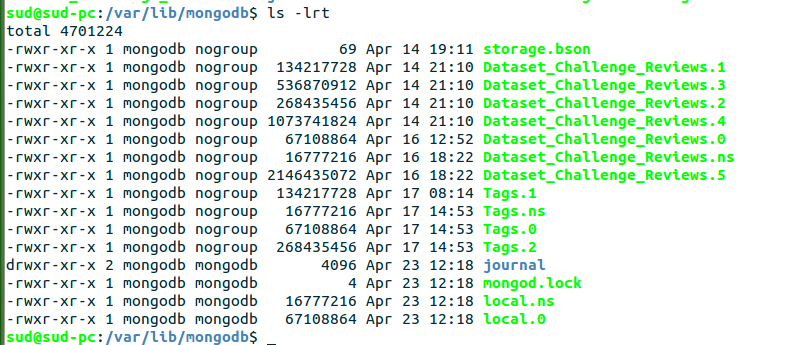 sud@sud-pc:/var/lib/mongodb$ ls -lrt
total 4701224
-rwxr-xr-x 1 mongodb nogroup         69 Apr 14 19:11 storage.bson
-rwxr-xr-x 1 mongodb nogroup  134217728 Apr 14 21:10 Dataset_Challenge_Reviews.1
-rwxr-xr-x 1 mongodb nogroup  536870912 Apr 14 21:10 Dataset_Challenge_Reviews.3
-rwxr-xr-x 1 mongodb nogroup  268435456 Apr 14 21:10 Dataset_Challenge_Reviews.2
-rwxr-xr-x 1 mongodb nogroup 1073741824 Apr 14 21:10 Dataset_Challenge_Reviews.4
-rwxr-xr-x 1 mongodb nogroup   67108864 Apr 16 12:52 Dataset_Challenge_Reviews.0
-rwxr-xr-x 1 mongodb nogroup   16777216 Apr 16 18:22 Dataset_Challenge_Reviews.ns
-rwxr-xr-x 1 mongodb nogroup 2146435072 Apr 16 18:22 Dataset_Challenge_Reviews.5
-rwxr-xr-x 1 mongodb nogroup  134217728 Apr 17 08:14 Tags.1
-rwxr-xr-x 1 mongodb nogroup   16777216 Apr 17 14:53 Tags.ns
-rwxr-xr-x 1 mongodb nogroup   67108864 Apr 17 14:53 Tags.0
-rwxr-xr-x 1 mongodb nogroup  268435456 Apr 17 14:53 Tags.2
drwxr-xr-x 2 mongodb mongodb       4096 Apr 23 12:18 journal
-rwxr-xr-x 1 mongodb mongodb          4 Apr 23 12:18 mongod.lock
-rwxr-xr-x 1 mongodb nogroup   16777216 Apr 23 12:18 local.ns
-rwxr-xr-x 1 mongodb nogroup   67108864 Apr 23 12:18 local.0
sud@sud-pc:/var/lib/mongodb$ _